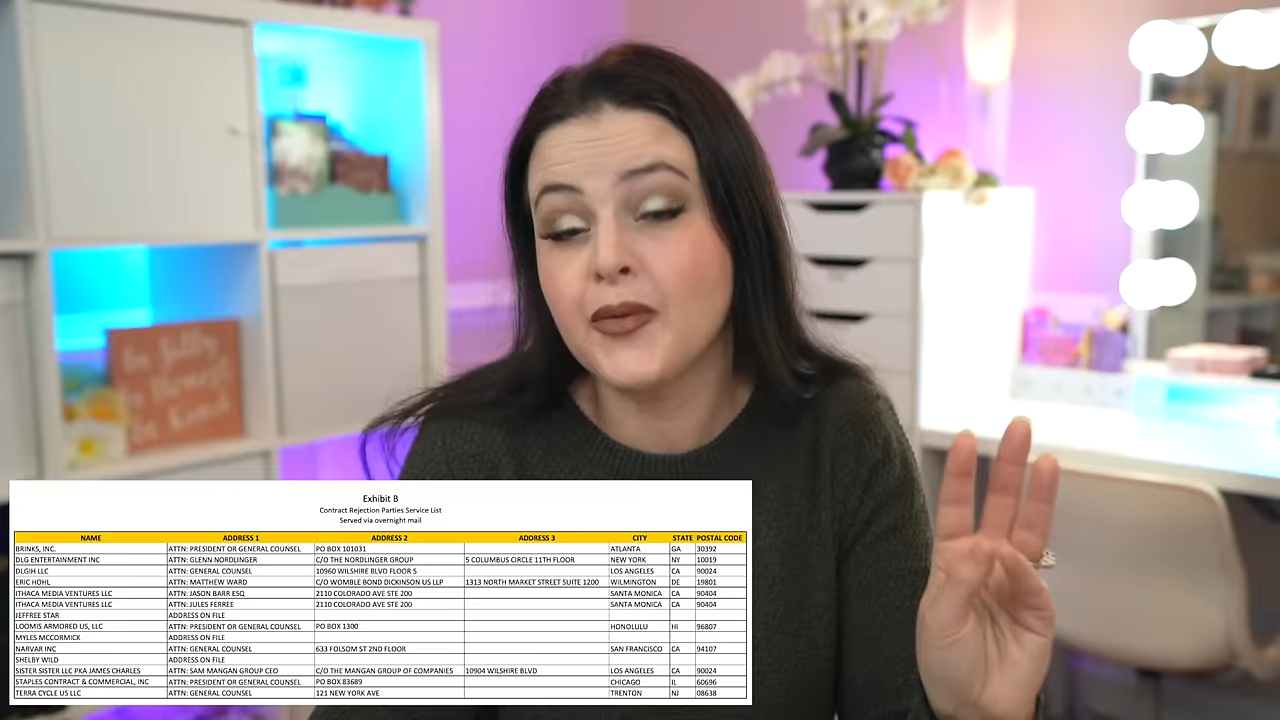 Be Silly
Be Honest
Be Kind
Exhibit B
Contract Rejection Parties Service List
Served via overnight mail
NAME ADDRESS 1 ADDRESS 2 ADDRESS 3 CITY STATE POSTAL CODE
BRINKS, INC. ATTN: PRESIDENT OR GENERAL COUNSEL PO BOX 101031 ATLANTA GA 30392
DLG ENTERTAINMENT INC ATTN: GLENN NORDLINGER C/O THE NORDLINGER GROUP 5 COLUMBUS CIRCLE 11TH FLOOR NEW YORK NY 10019
DLGIH LLC ATTN: GENERAL COUNSEL 10960 WILSHIRE BLVD FLOOR 5 LOS ANGELES CA 90024
ERIC HOHL ATTN: MATTHEW WARD C/O WOMBLE BOND DICKINSON US LLP 1313 NORTH MARKET STREET SUITE 1200 WILMINGTON DE 19801
ITHACA MEDIA VENTURES LLC ATTN: JASON BARR ESQ 2110 COLORADO AVE STE 200 SANTA MONICA CA 90404
ITHACA MEDIA VENTURES LLC ATTN: JULES FERREE 2110 COLORADO AVE STE 200 SANTA MONICA CA 90404
JEFFREE STAR ADDRESS ON FILE
LOOMIS ARMORED US, LLC ATTN: PRESIDENT OR GENERAL COUNSEL PO BOX 1300 HONOLULU HI 96807
MYLES MCCORMICK ADDRESS ON FILE
NARVAR INC ATTN: GENERAL COUNSEL 633 FOLSOM ST 2ND FLOOR SAN FRANCISCO CA 94107
SHELBY WILD ADDRESS ON FILE
SISTER SISTER LLC PKA JAMES CHARLES ATTN: SAM MANGAN GROUP CEO C/O THE MANGAN GROUP OF COMPANIES 10904 WILSHIRE BLVD LOS ANGELES CA 90024
STAPLES CONTRACT & COMMERCIAL, INC ATTN: PRESIDENT OR GENERAL COUNSEL PO BOX 83689 CHICAGO IL 60696
TERRA CYCLE US LLC ATTN: GENERAL COUNSEL 121 NEW YORK AVE TRENTON NJ 08638